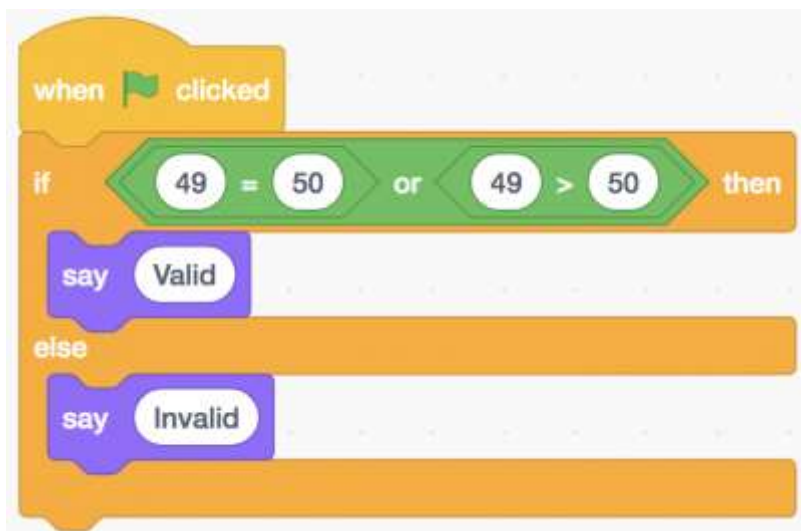 when clicked
if 49 = 50 or 49 > 50 then
say Valid
else
say Invalid